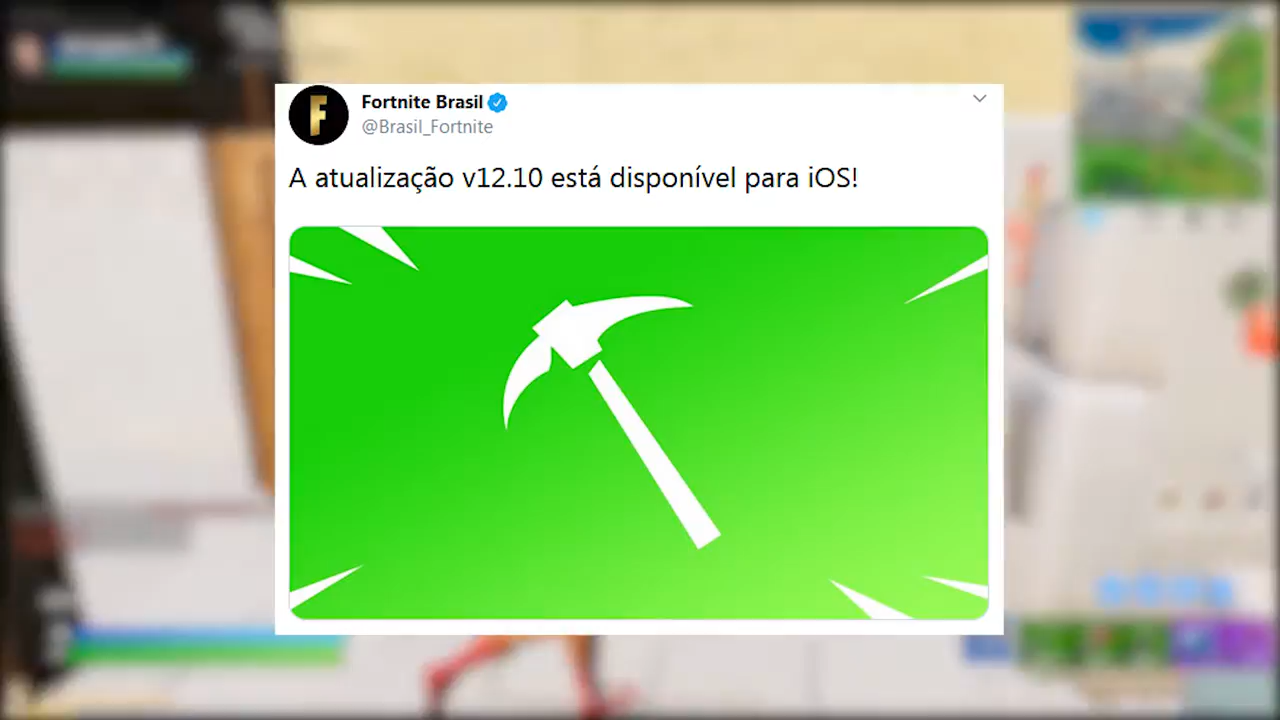 Fortnite Brasil
@Brasil_Fortnite
A atualização v12.10 está disponível para iOS!